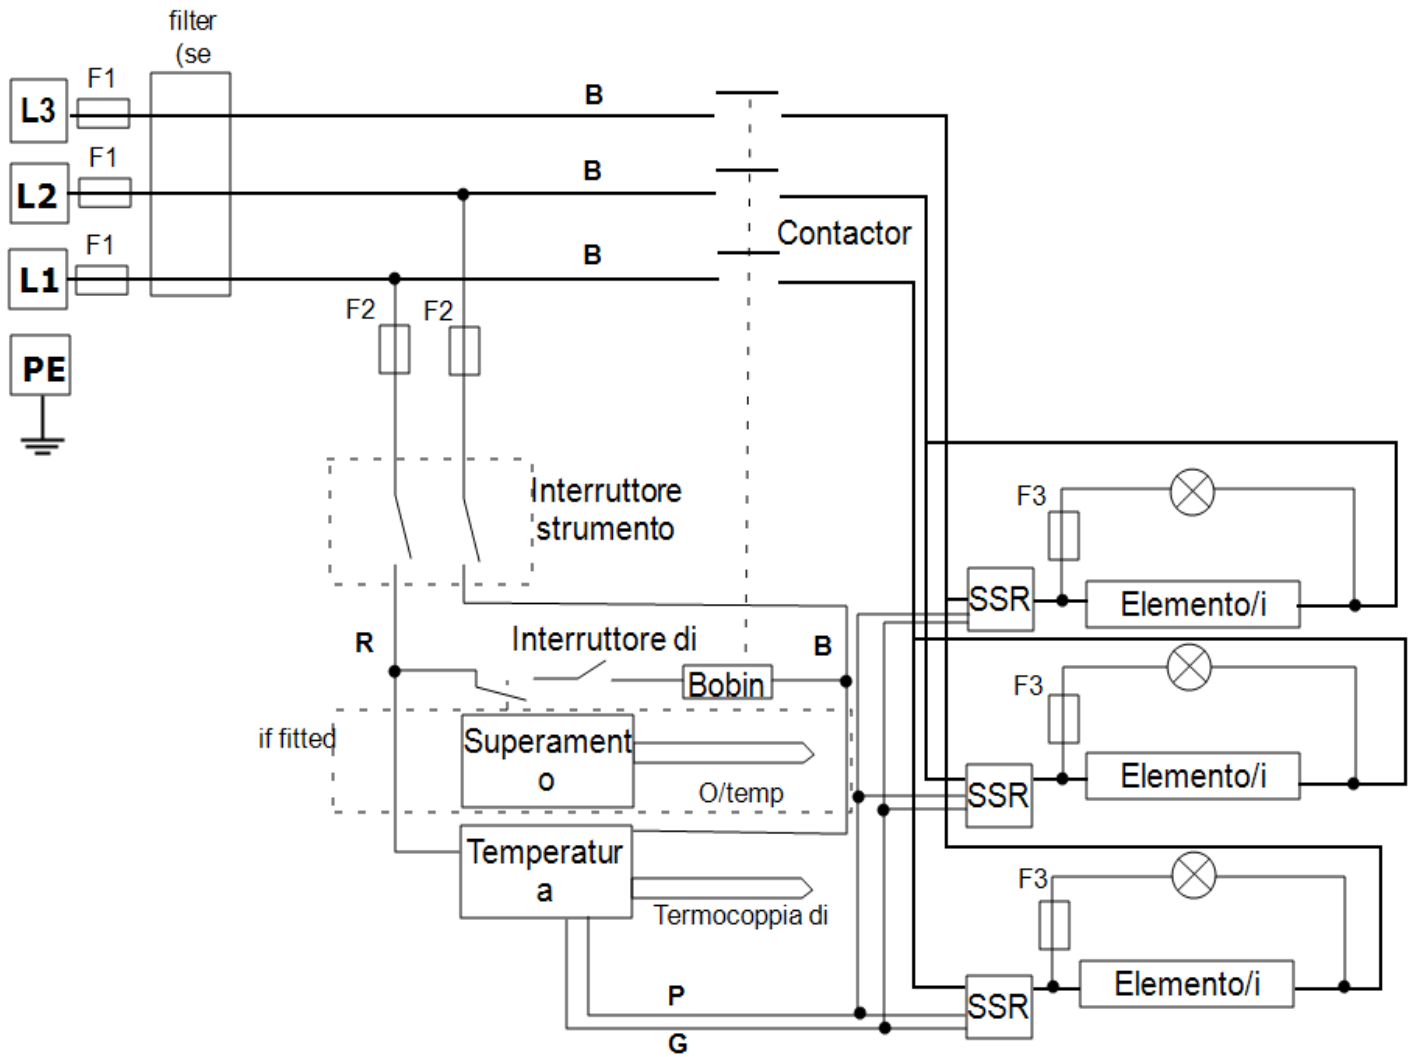 filter
(se
F1
L3
B
F1
L2
B
Contactor
F1
L1
B
F2
F2
PE
Interruttore
strumento
F3
SSR
Elemento/i
R
Interruttore di
B
Bobin
F3
if fitted
Superament
o
O/temp
SSR
Elemento/i
Temperatur
a
Termocoppia di
F3
P
G
SSR
Elemento/i